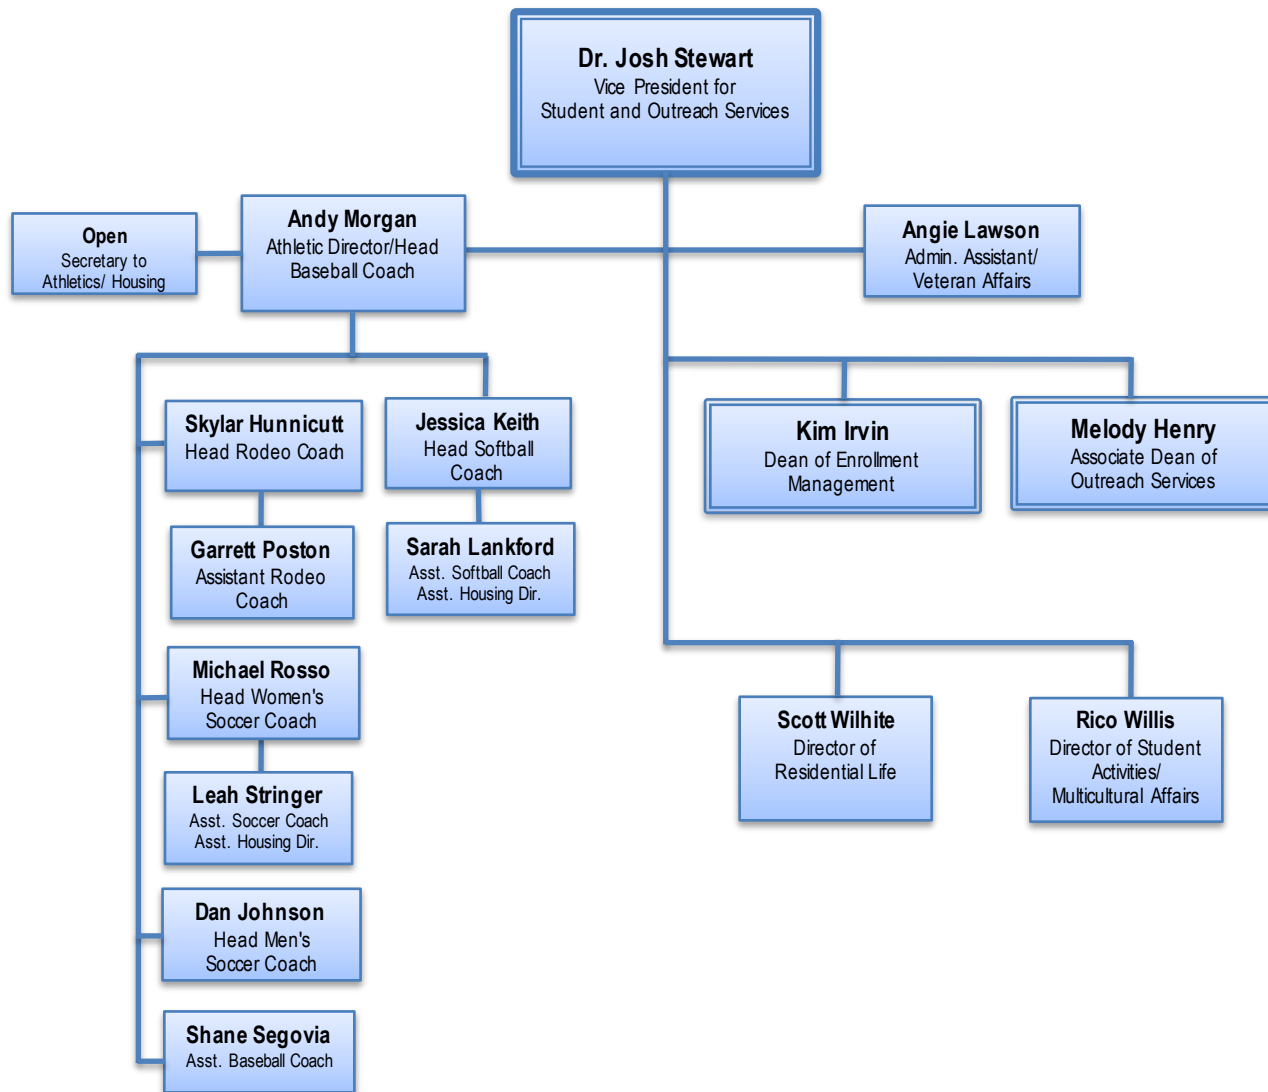 Dr. Josh Stewart
Vice President for
Student and Outreach Services
Open
Secretary to
Athletics/ Housing
Andy Morgan
Athletic Director/Head
Baseball Coach
Angie Lawson
Admin. Assistant/
Veteran Affairs
Skylar Hunnicutt
Head Rodeo Coach
Jessica Keith
Head Softball
Coach
Kim Irvin
Dean of Enrollment
Management
Melody Henry
Associate Dean of
Outreach Services
Garrett Poston
Assistant Rodeo
Coach
Sarah Lankford
Asst. Softball Coach
Asst. Housing Dir.
Michael Rosso
Head Women's
Soccer Coach
Scott Wilhite
Director of
Residential Life
Rico Willis
Director of Student
Activities/
Multicultural Affairs
Leah Stringer
Asst. Soccer Coach
Asst. Housing Dir.
Dan Johnson
Head Men's
Soccer Coach
Shane Segovia
Asst. Baseball Coach